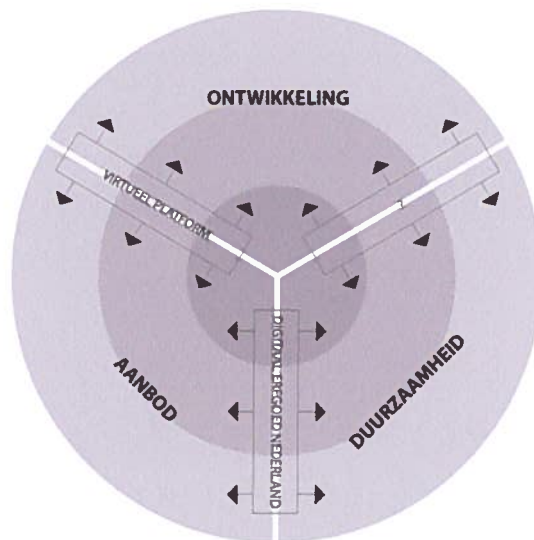 ONTWIKKELING
VIRTUEEL PLATFORM
?
DIGITAAL ERFGOED NEDERLAND
AANBOD
DUURZAAMHEID